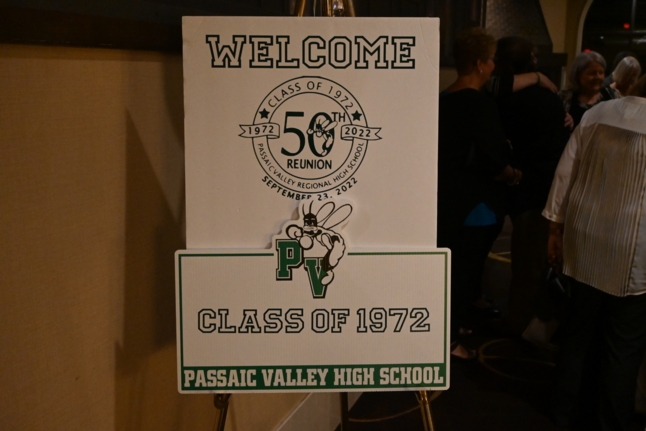 WELCOME
CLASS OF 1972
1972
50TH
2022
REUNION
PASSAIC VALLEY REGIONAL HIGH SCHOOL
SEPTEMBER 23, 2022
PV
CLASS OF 1972
PASSAIC VALLEY HIGH SCHOOL